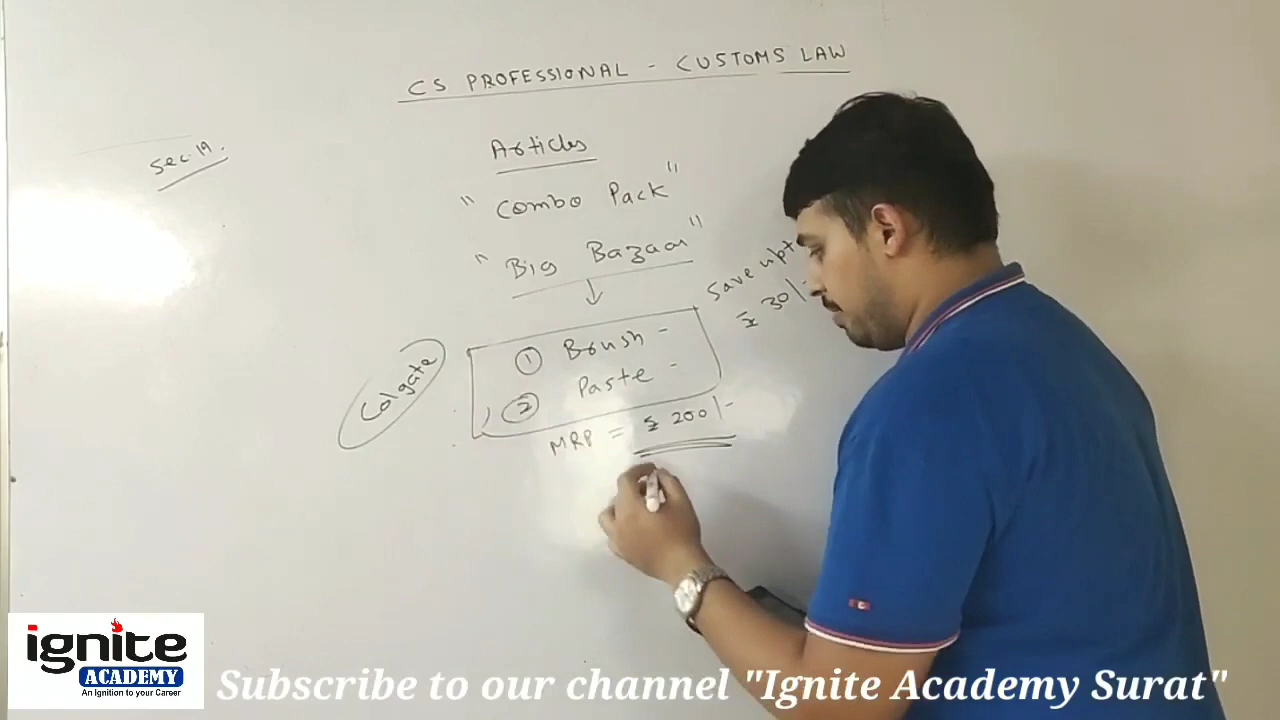 CS PROFESSIONAL - CUSTOMS LAW
Sec. 19.
Articles
" Combo Pack "
" Big Bazaar "
Save upto
₹ 30/-
Colgate
① Brush -
② Paste -
MRP = ₹ 200/-
ignite
ACADEMY
An Ignition to your Career
Subscribe to our channel "Ignite Academy Surat"